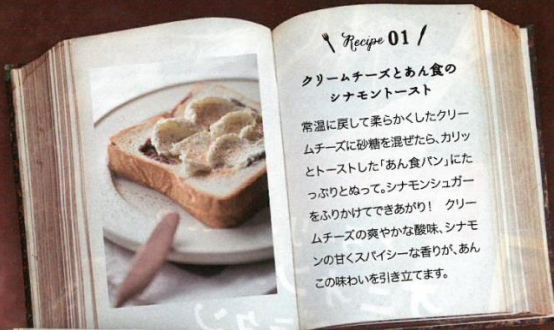 Recipe 01
クリームチーズとあん食の
シナモントースト
常温に戻して柔らかくしたクリー
ムチーズに砂糖を混ぜたら、カリッ
とトーストした「あん食パン」にた
っぷりとぬって。シナモンシュガー
をふりかけてできあがり! クリー
ムチーズの爽やかな酸味、シナモ
ンの甘くスパイシーな香りが、あん
この味わいを引き立てます。